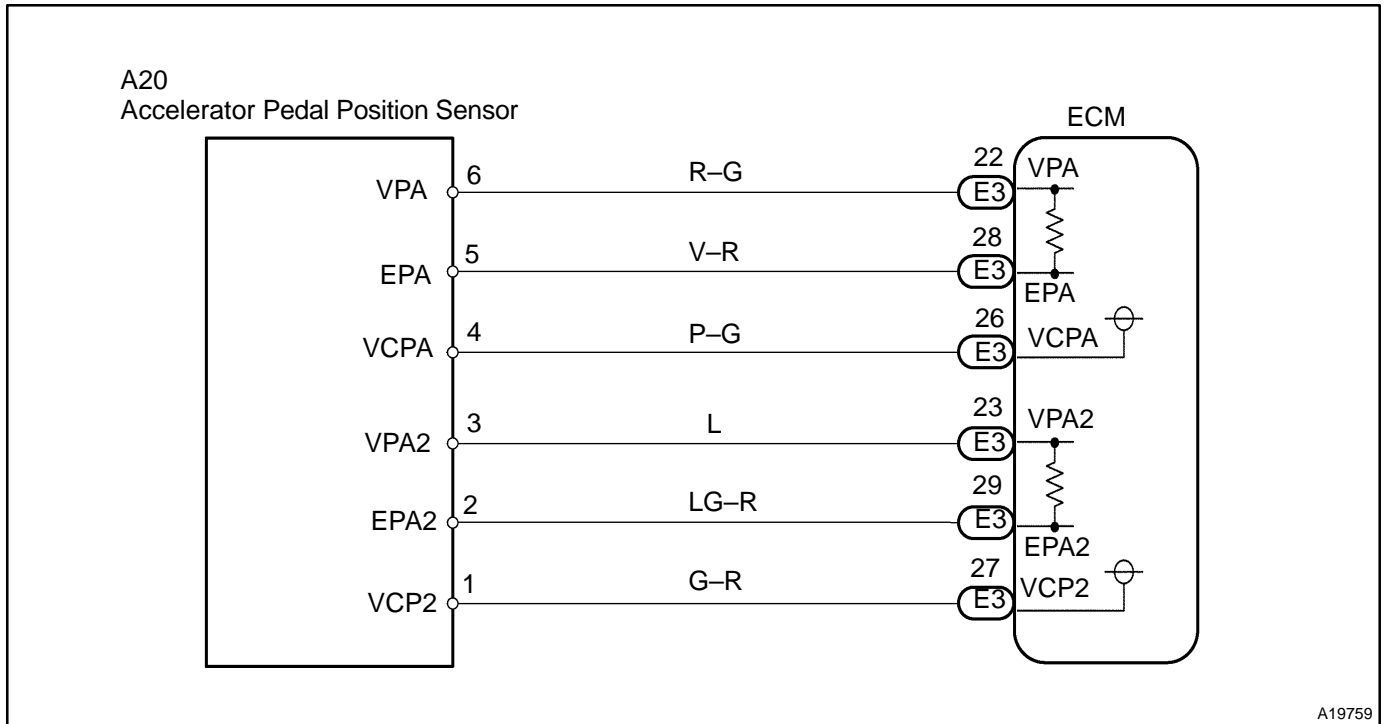 A20
Accelerator Pedal Position Sensor
ECM
VPA 6 R–G 22 E3 VPA
EPA 5 V–R 28 E3 EPA
VCPA 4 P–G 26 E3 VCPA
VPA2 3 L 23 E3 VPA2
EPA2 2 LG–R 29 E3 EPA2
VCP2 1 G–R 27 E3 VCP2
A19759